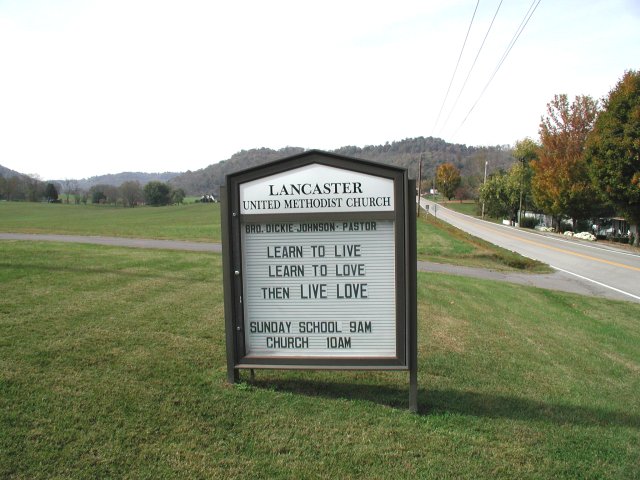 LANCASTER
UNITED METHODIST CHURCH
BRO. DICKIE JOHNSON - PASTOR
LEARN TO LIVE
LEARN TO LOVE
THEN LIVE LOVE
SUNDAY SCHOOL 9AM
CHURCH 10AM